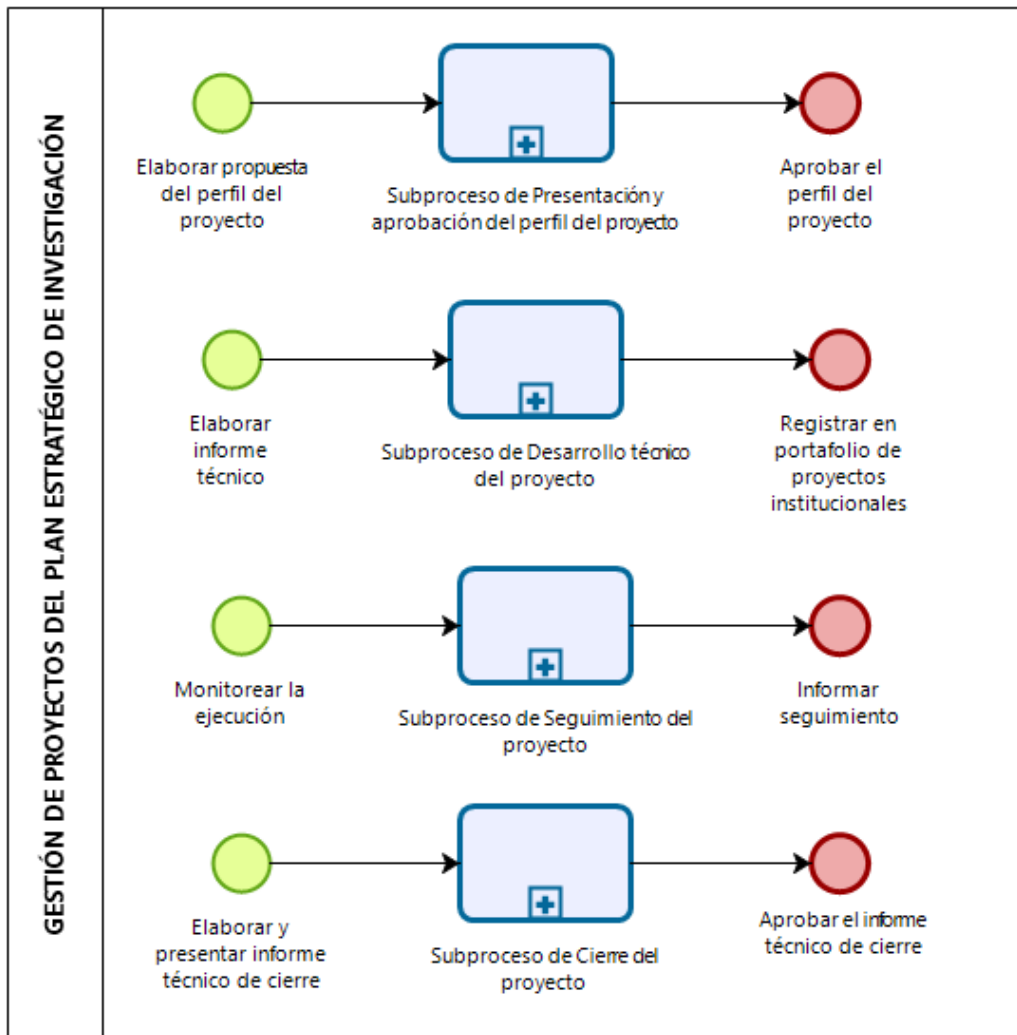 GESTIÓN DE PROYECTOS DEL PLAN ESTRATÉGICO DE INVESTIGACIÓN
Elaborar propuesta
del perfil del
proyecto
Subproceso de Presentación y
aprobación del perfil del proyecto
Aprobar el
perfil del
proyecto
Elaborar
informe
técnico
Subproceso de Desarrollo técnico
del proyecto
Registrar en
portafolio de
proyectos
institucionales
Monitorear la
ejecución
Subproceso de Seguimiento del
proyecto
Informar
seguimiento
Elaborar y
presentar informe
técnico de cierre
Subproceso de Cierre del
proyecto
Aprobar el informe
técnico de cierre